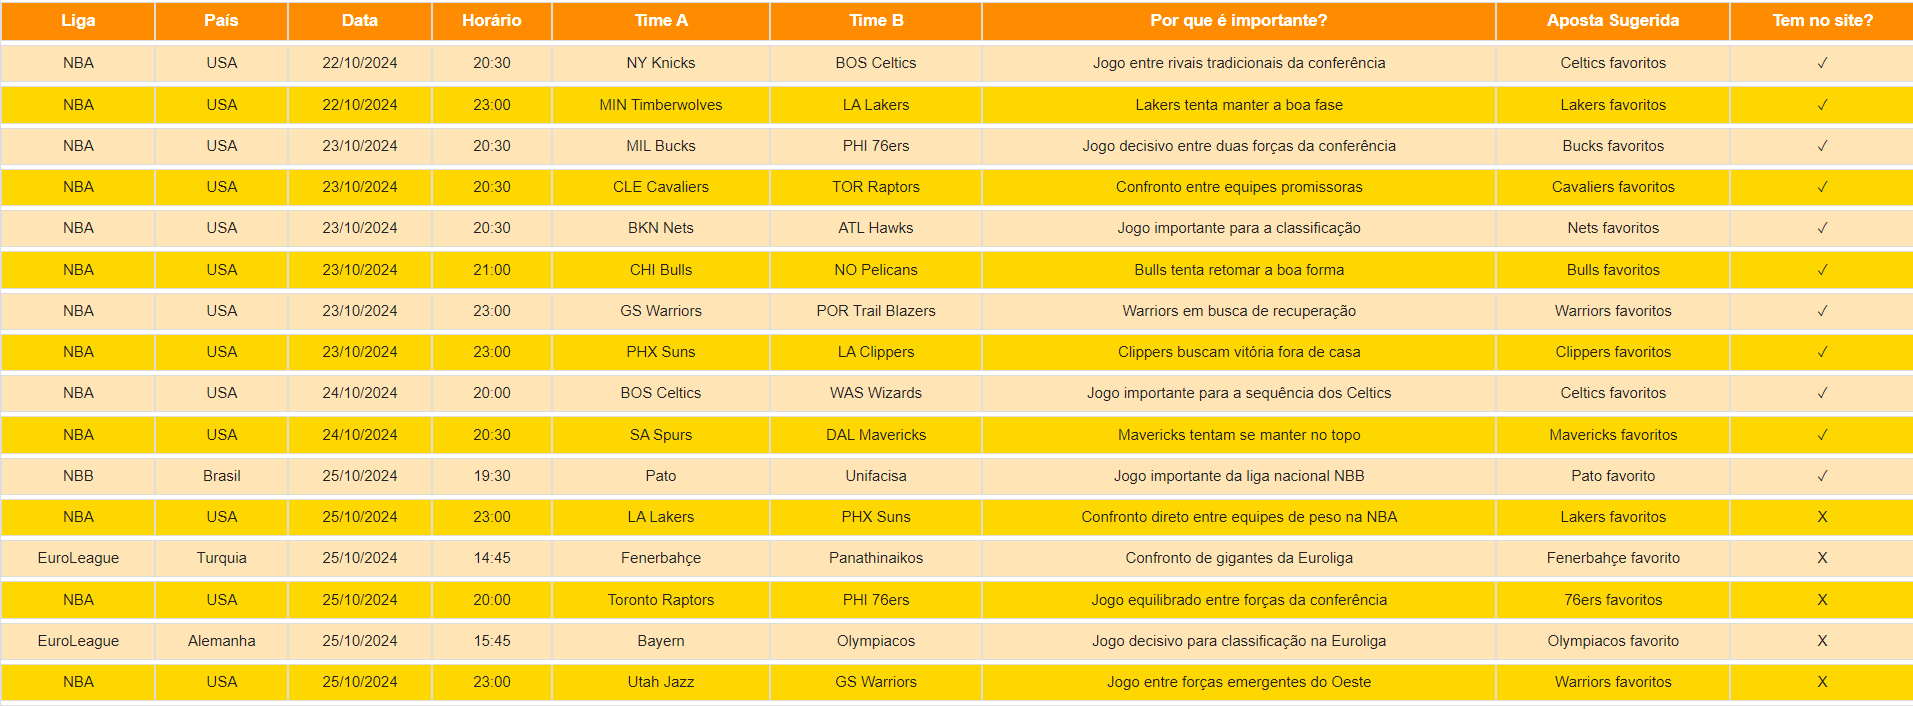 Liga País Data Horário Time A Time B Por que é importante? Aposta Sugerida Tem no site?
NBA USA 22/10/2024 20:30 NY Knicks BOS Celtics Jogo entre rivais tradicionais da conferência Celtics favoritos ✓
NBA USA 22/10/2024 23:00 MIN Timberwolves LA Lakers Lakers tenta manter a boa fase Lakers favoritos ✓
NBA USA 23/10/2024 20:30 MIL Bucks PHI 76ers Jogo decisivo entre duas forças da conferência Bucks favoritos ✓
NBA USA 23/10/2024 20:30 CLE Cavaliers TOR Raptors Confronto entre equipes promissoras Cavaliers favoritos ✓
NBA USA 23/10/2024 20:30 BKN Nets ATL Hawks Jogo importante para a classificação Nets favoritos ✓
NBA USA 23/10/2024 21:00 CHI Bulls NO Pelicans Bulls tenta retomar a boa forma Bulls favoritos ✓
NBA USA 23/10/2024 23:00 GS Warriors POR Trail Blazers Warriors em busca de recuperação Warriors favoritos ✓
NBA USA 23/10/2024 23:00 PHX Suns LA Clippers Clippers buscam vitória fora de casa Clippers favoritos ✓
NBA USA 24/10/2024 20:00 BOS Celtics WAS Wizards Jogo importante para a sequência dos Celtics Celtics favoritos ✓
NBA USA 24/10/2024 20:30 SA Spurs DAL Mavericks Mavericks tentam se manter no topo Mavericks favoritos ✓
NBB Brasil 25/10/2024 19:30 Pato Unifacisa Jogo importante da liga nacional NBB Pato favorito ✓
NBA USA 25/10/2024 23:00 LA Lakers PHX Suns Confronto direto entre equipes de peso na NBA Lakers favoritos X
EuroLeague Turquia 25/10/2024 14:45 Fenerbahçe Panathinaikos Confronto de gigantes da Euroliga Fenerbahçe favorito X
NBA USA 25/10/2024 20:00 Toronto Raptors PHI 76ers Jogo equilibrado entre forças da conferência 76ers favoritos X
EuroLeague Alemanha 25/10/2024 15:45 Bayern Olympiacos Jogo decisivo para classificação na Euroliga Olympiacos favorito X
NBA USA 25/10/2024 23:00 Utah Jazz GS Warriors Jogo entre forças emergentes do Oeste Warriors favoritos X